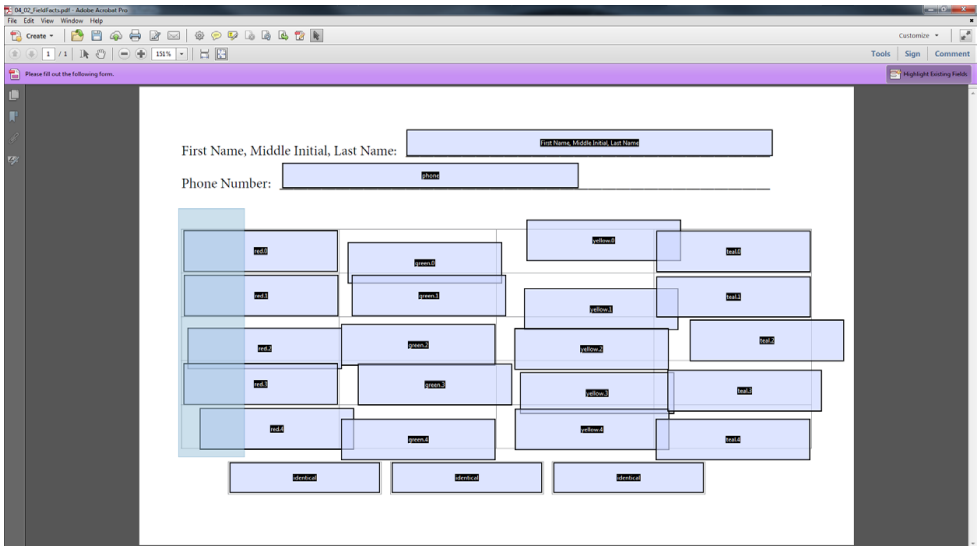 04_02_FieldFacts.pdf - Adobe Acrobat Pro
File Edit View Window Help
Create
Customize
1 / 1 151% Tools Sign Comment
Please fill out the following form. Highlight Existing Fields
First Name, Middle Initial, Last Name: First Name, Middle Initial, Last Name
Phone Number: phone
red.0 green.0 yellow.0 teal.0
red.1 green.1 yellow.1 teal.1
red.2 green.2 yellow.2 teal.2
red.3 green.3 yellow.3 teal.3
red.4 green.4 yellow.4 teal.4
identical identical identical